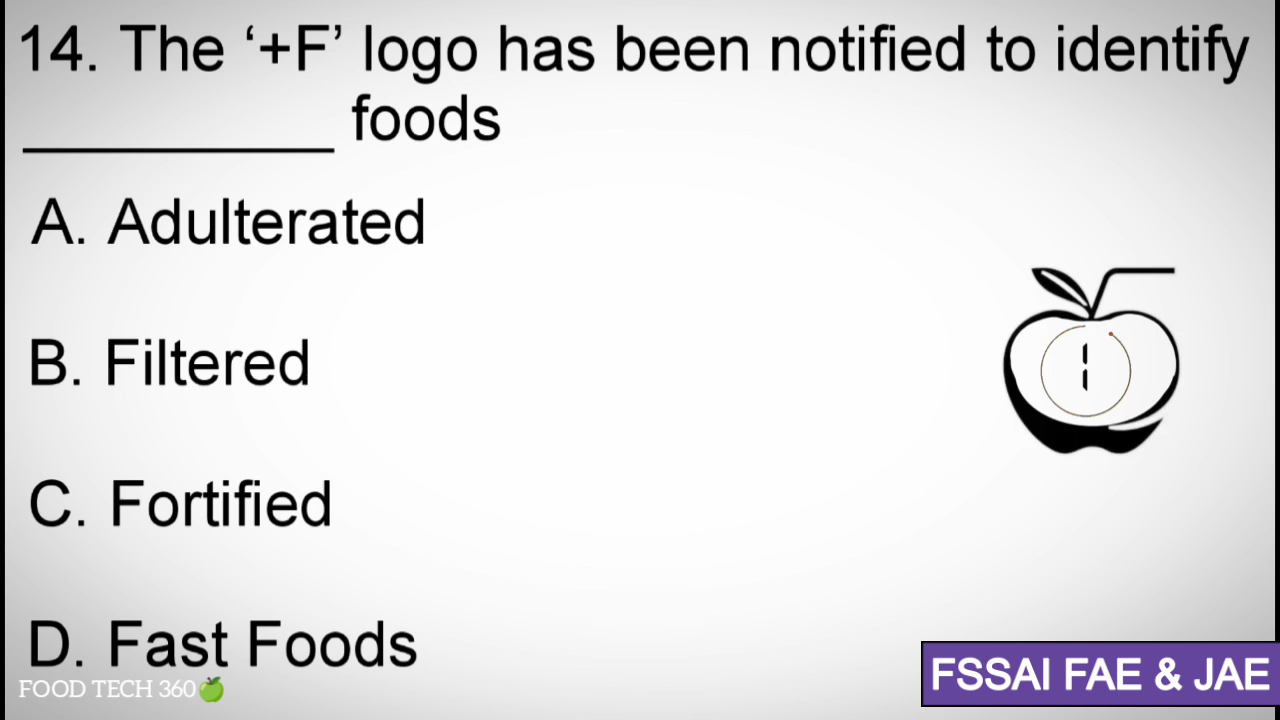 14. The ‘+F’ logo has been notified to identify
__________ foods
A. Adulterated
B. Filtered
1
C. Fortified
D. Fast Foods
FOOD TECH 360
FSSAI FAE & JAE